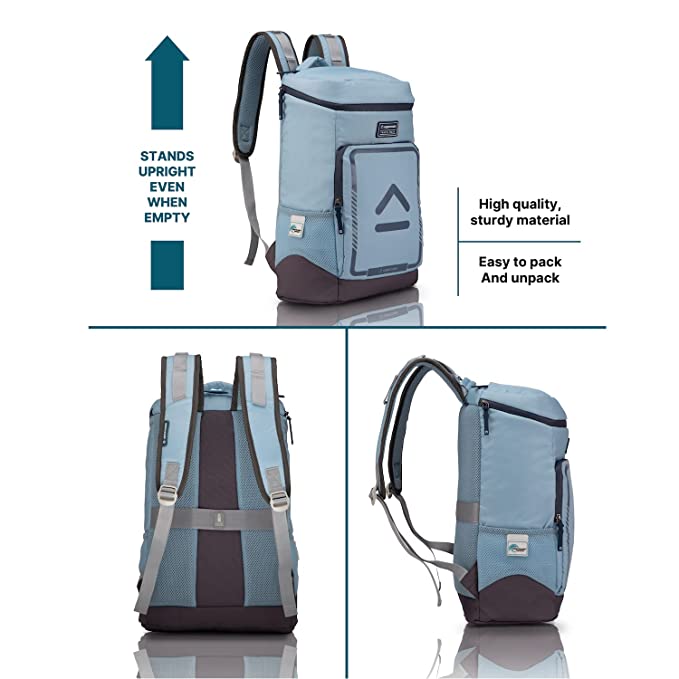 STANDS
UPRIGHT
EVEN
WHEN
EMPTY
High quality,
sturdy material
Easy to pack
And unpack